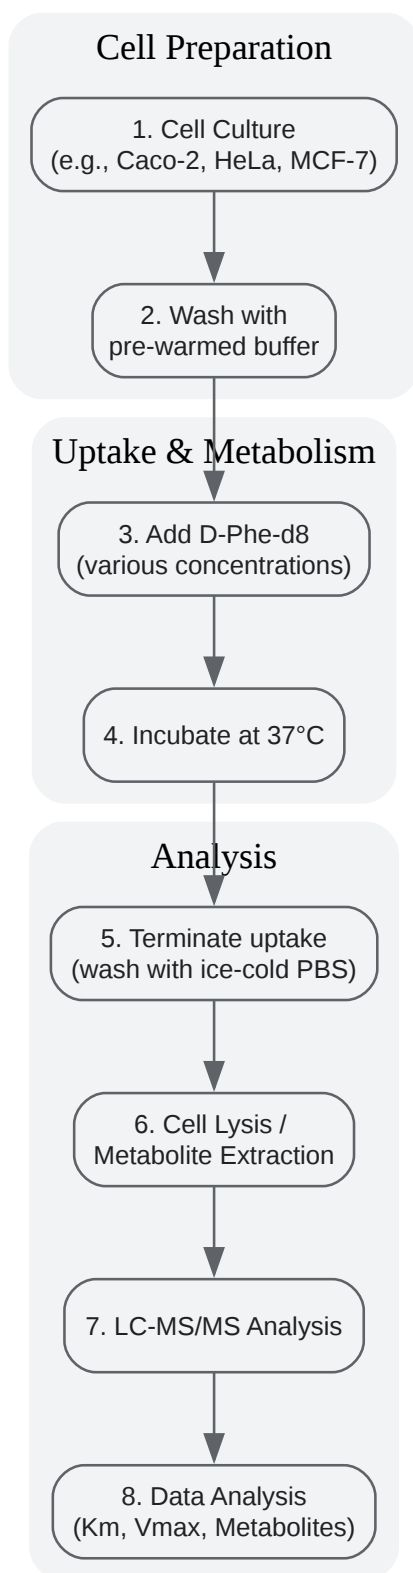 Cell Preparation
1. Cell Culture
(e.g., Caco-2, HeLa, MCF-7)
2. Wash with
pre-warmed buffer
Uptake & Metabolism
3. Add D-Phe-d8
(various concentrations)
4. Incubate at 37°C
Analysis
5. Terminate uptake
(wash with ice-cold PBS)
6. Cell Lysis /
Metabolite Extraction
7. LC-MS/MS Analysis
8. Data Analysis
(Km, Vmax, Metabolites)